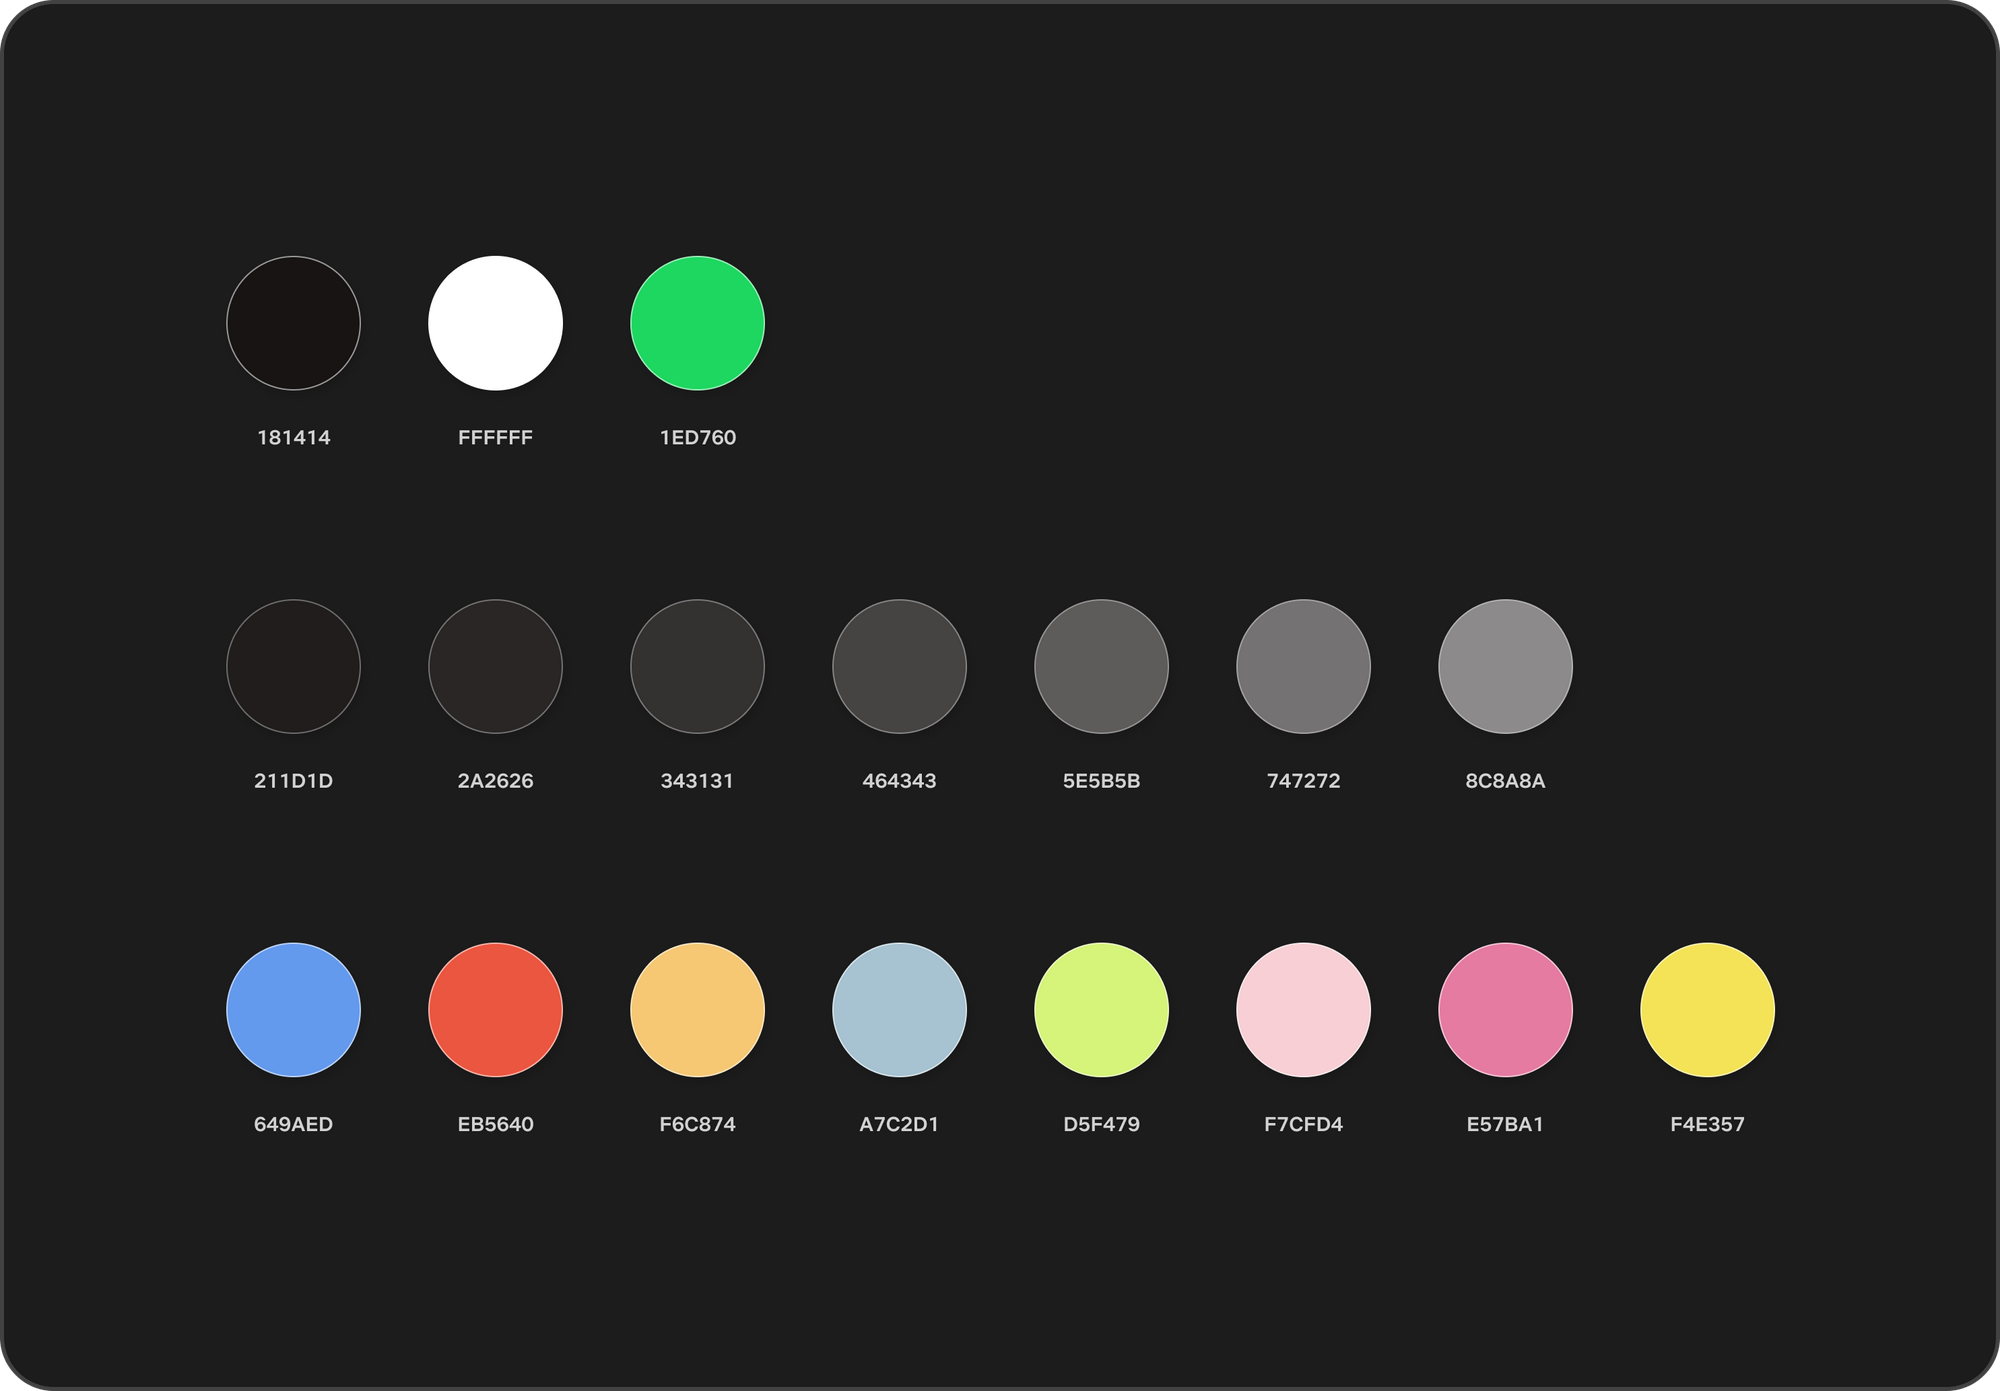 181414 FFFFFF 1ED760
211D1D 2A2626 343131 464343 5E5B5B 747272 8C8A8A
649AED EB5640 F6C874 A7C2D1 D5F479 F7CFD4 E57BA1 F4E357